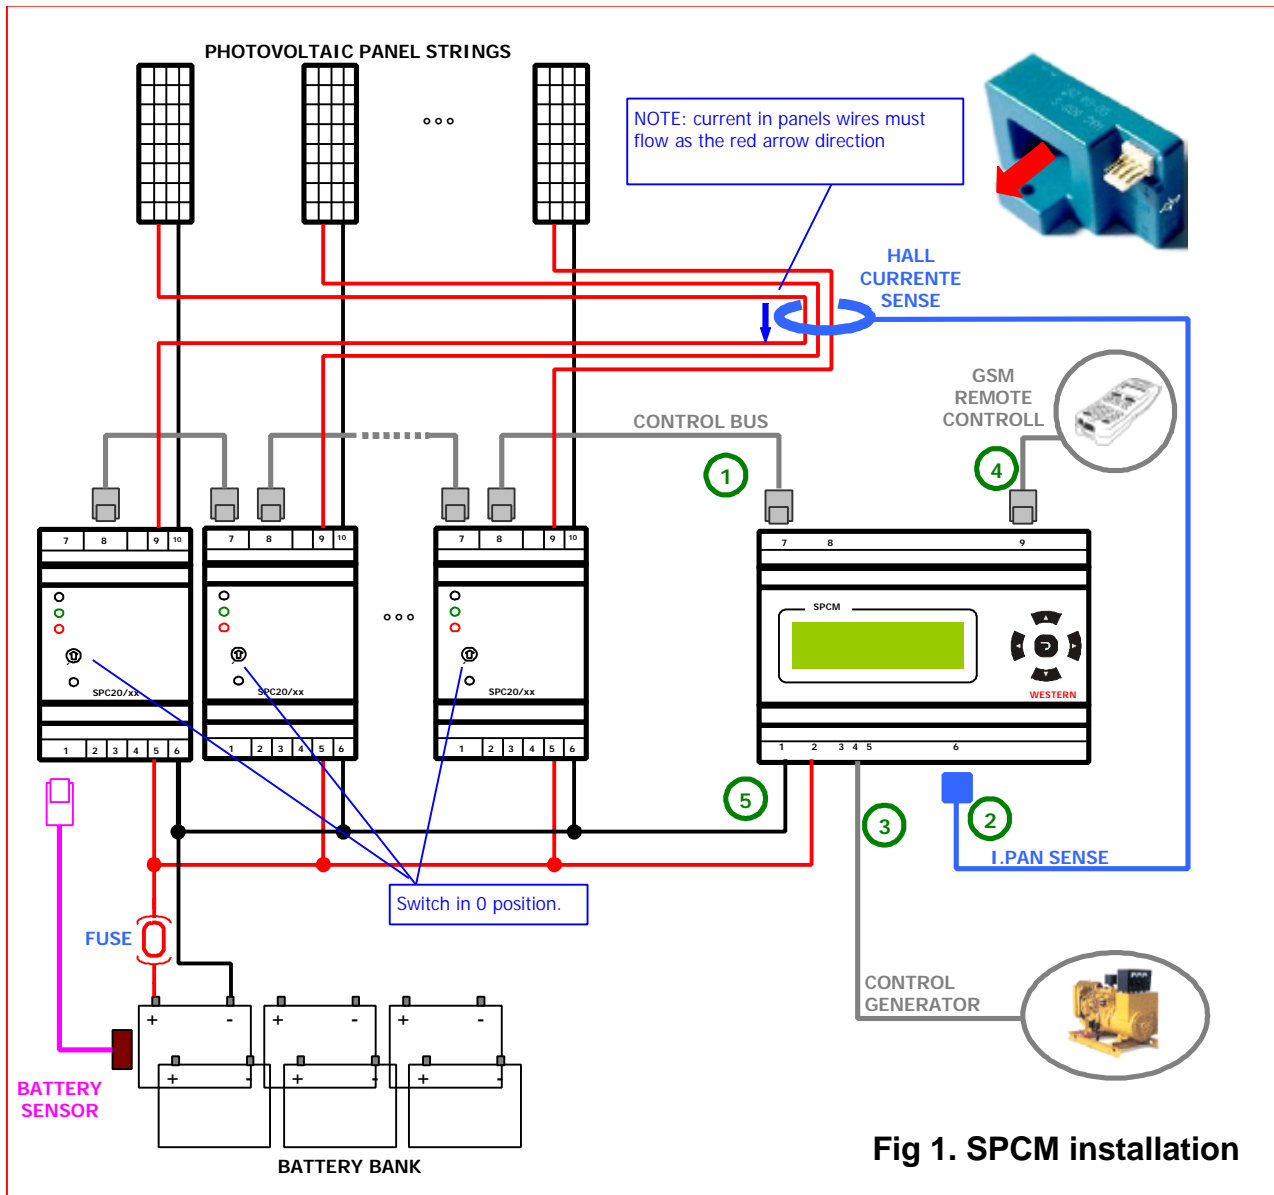 PHOTOVOLTAIC PANEL STRINGS
NOTE: current in panels wires must
flow as the red arrow direction
HALL
CURRENTE
SENSE
GSM
REMOTE
CONTROLL
CONTROL BUS
1
4
7 8 9 10
7 8 9 10
7 8 9 10
7 8 9
SPCM
SPC20/xx
SPC20/xx
SPC20/xx
WESTERN
1 2 3 4 5 6
1 2 3 4 5 6
1 2 3 4 5 6
1 2 3 4 5 6
5
3
2
I.PAN SENSE
Switch in 0 position.
FUSE
CONTROL
GENERATOR
+ -
+ -
+ -
+ -
+ -
+ -
BATTERY
SENSOR
BATTERY BANK
Fig 1. SPCM installation